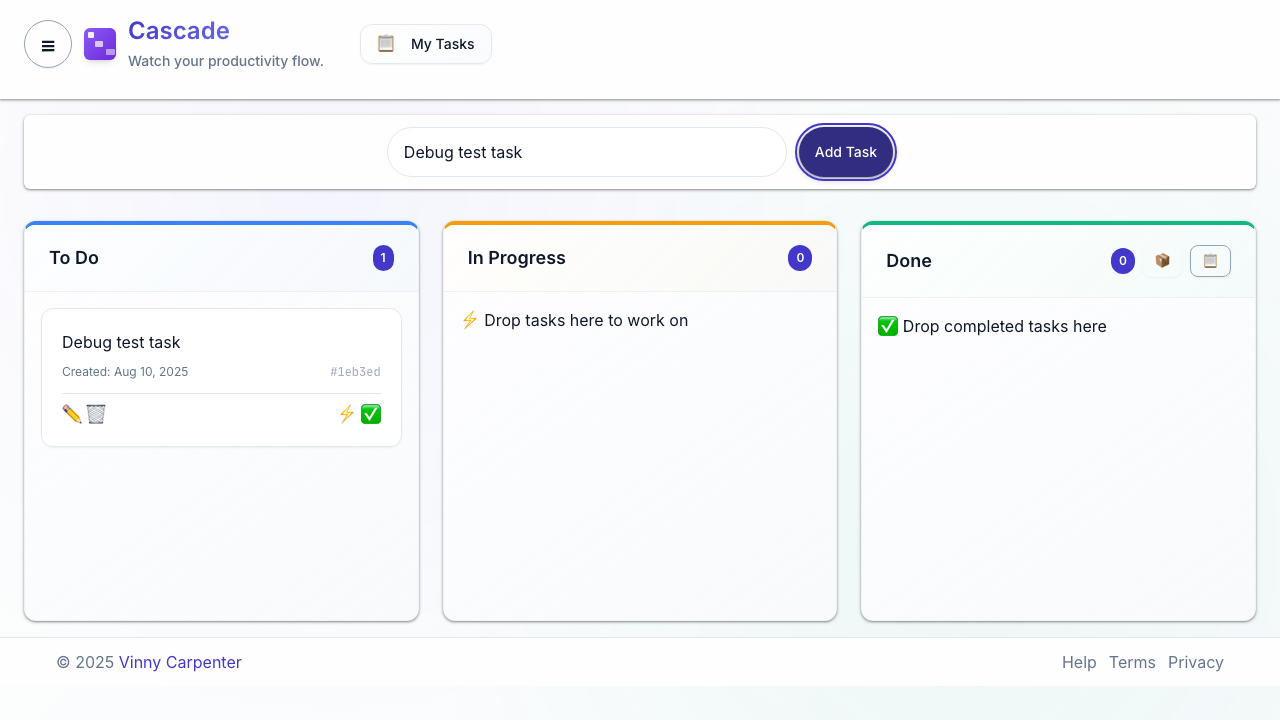 Cascade
Watch your productivity flow.
📋 My Tasks
Debug test task
Add Task
To Do
1
Debug test task
Created: Aug 10, 2025
#1eb3ed
In Progress
0
⚡ Drop tasks here to work on
Done
0
✅ Drop completed tasks here
© 2025 Vinny Carpenter
Help
Terms
Privacy